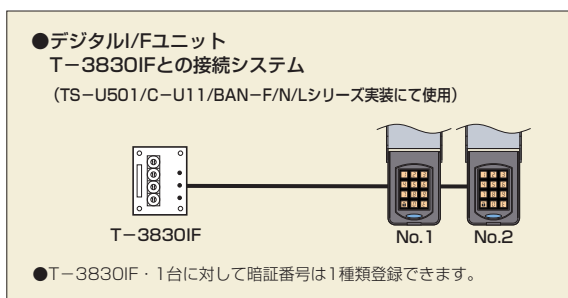 ●デジタルI/Fユニット
T−3830IFとの接続システム
（TS−U501/C−U11/BAN−F/N/Lシリーズ実装にて使用）
T−3830IF
No.1
No.2
●T−3830IF・1台に対して暗証番号は1種類登録できます。